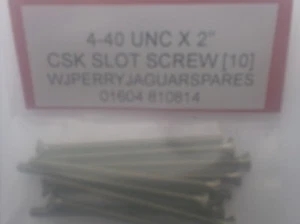 4-40 UNC X 2"
CSK SLOT SCREW [10]
WJPERRYJAGUARSPARES
01604 810814